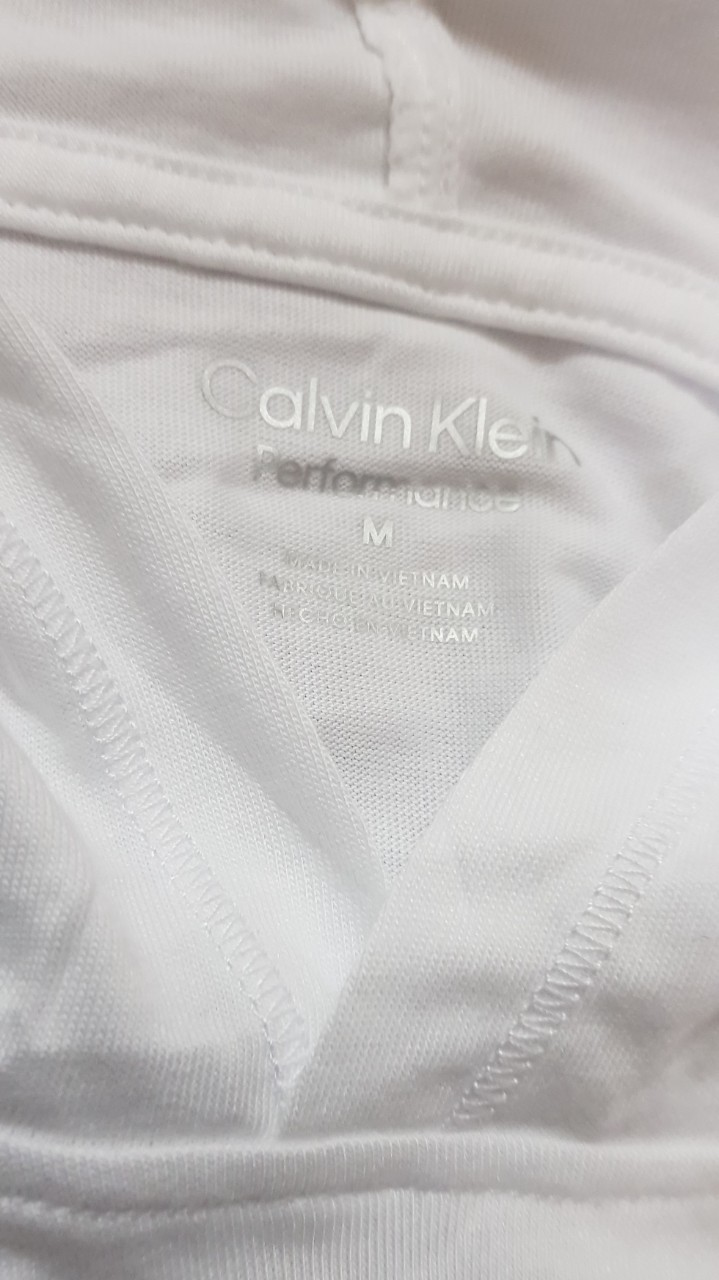 Calvin Klein
Performance
M
MADE IN VIETNAM
FABRIQUÉ AU VIETNAM
HECHO EN VIETNAM